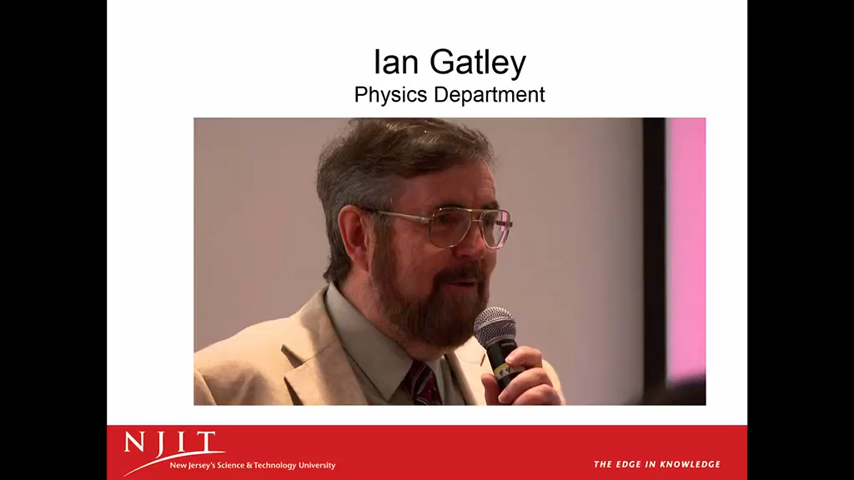 Ian Gatley
Physics Department
NJIT
New Jersey's Science & Technology University
THE EDGE IN KNOWLEDGE